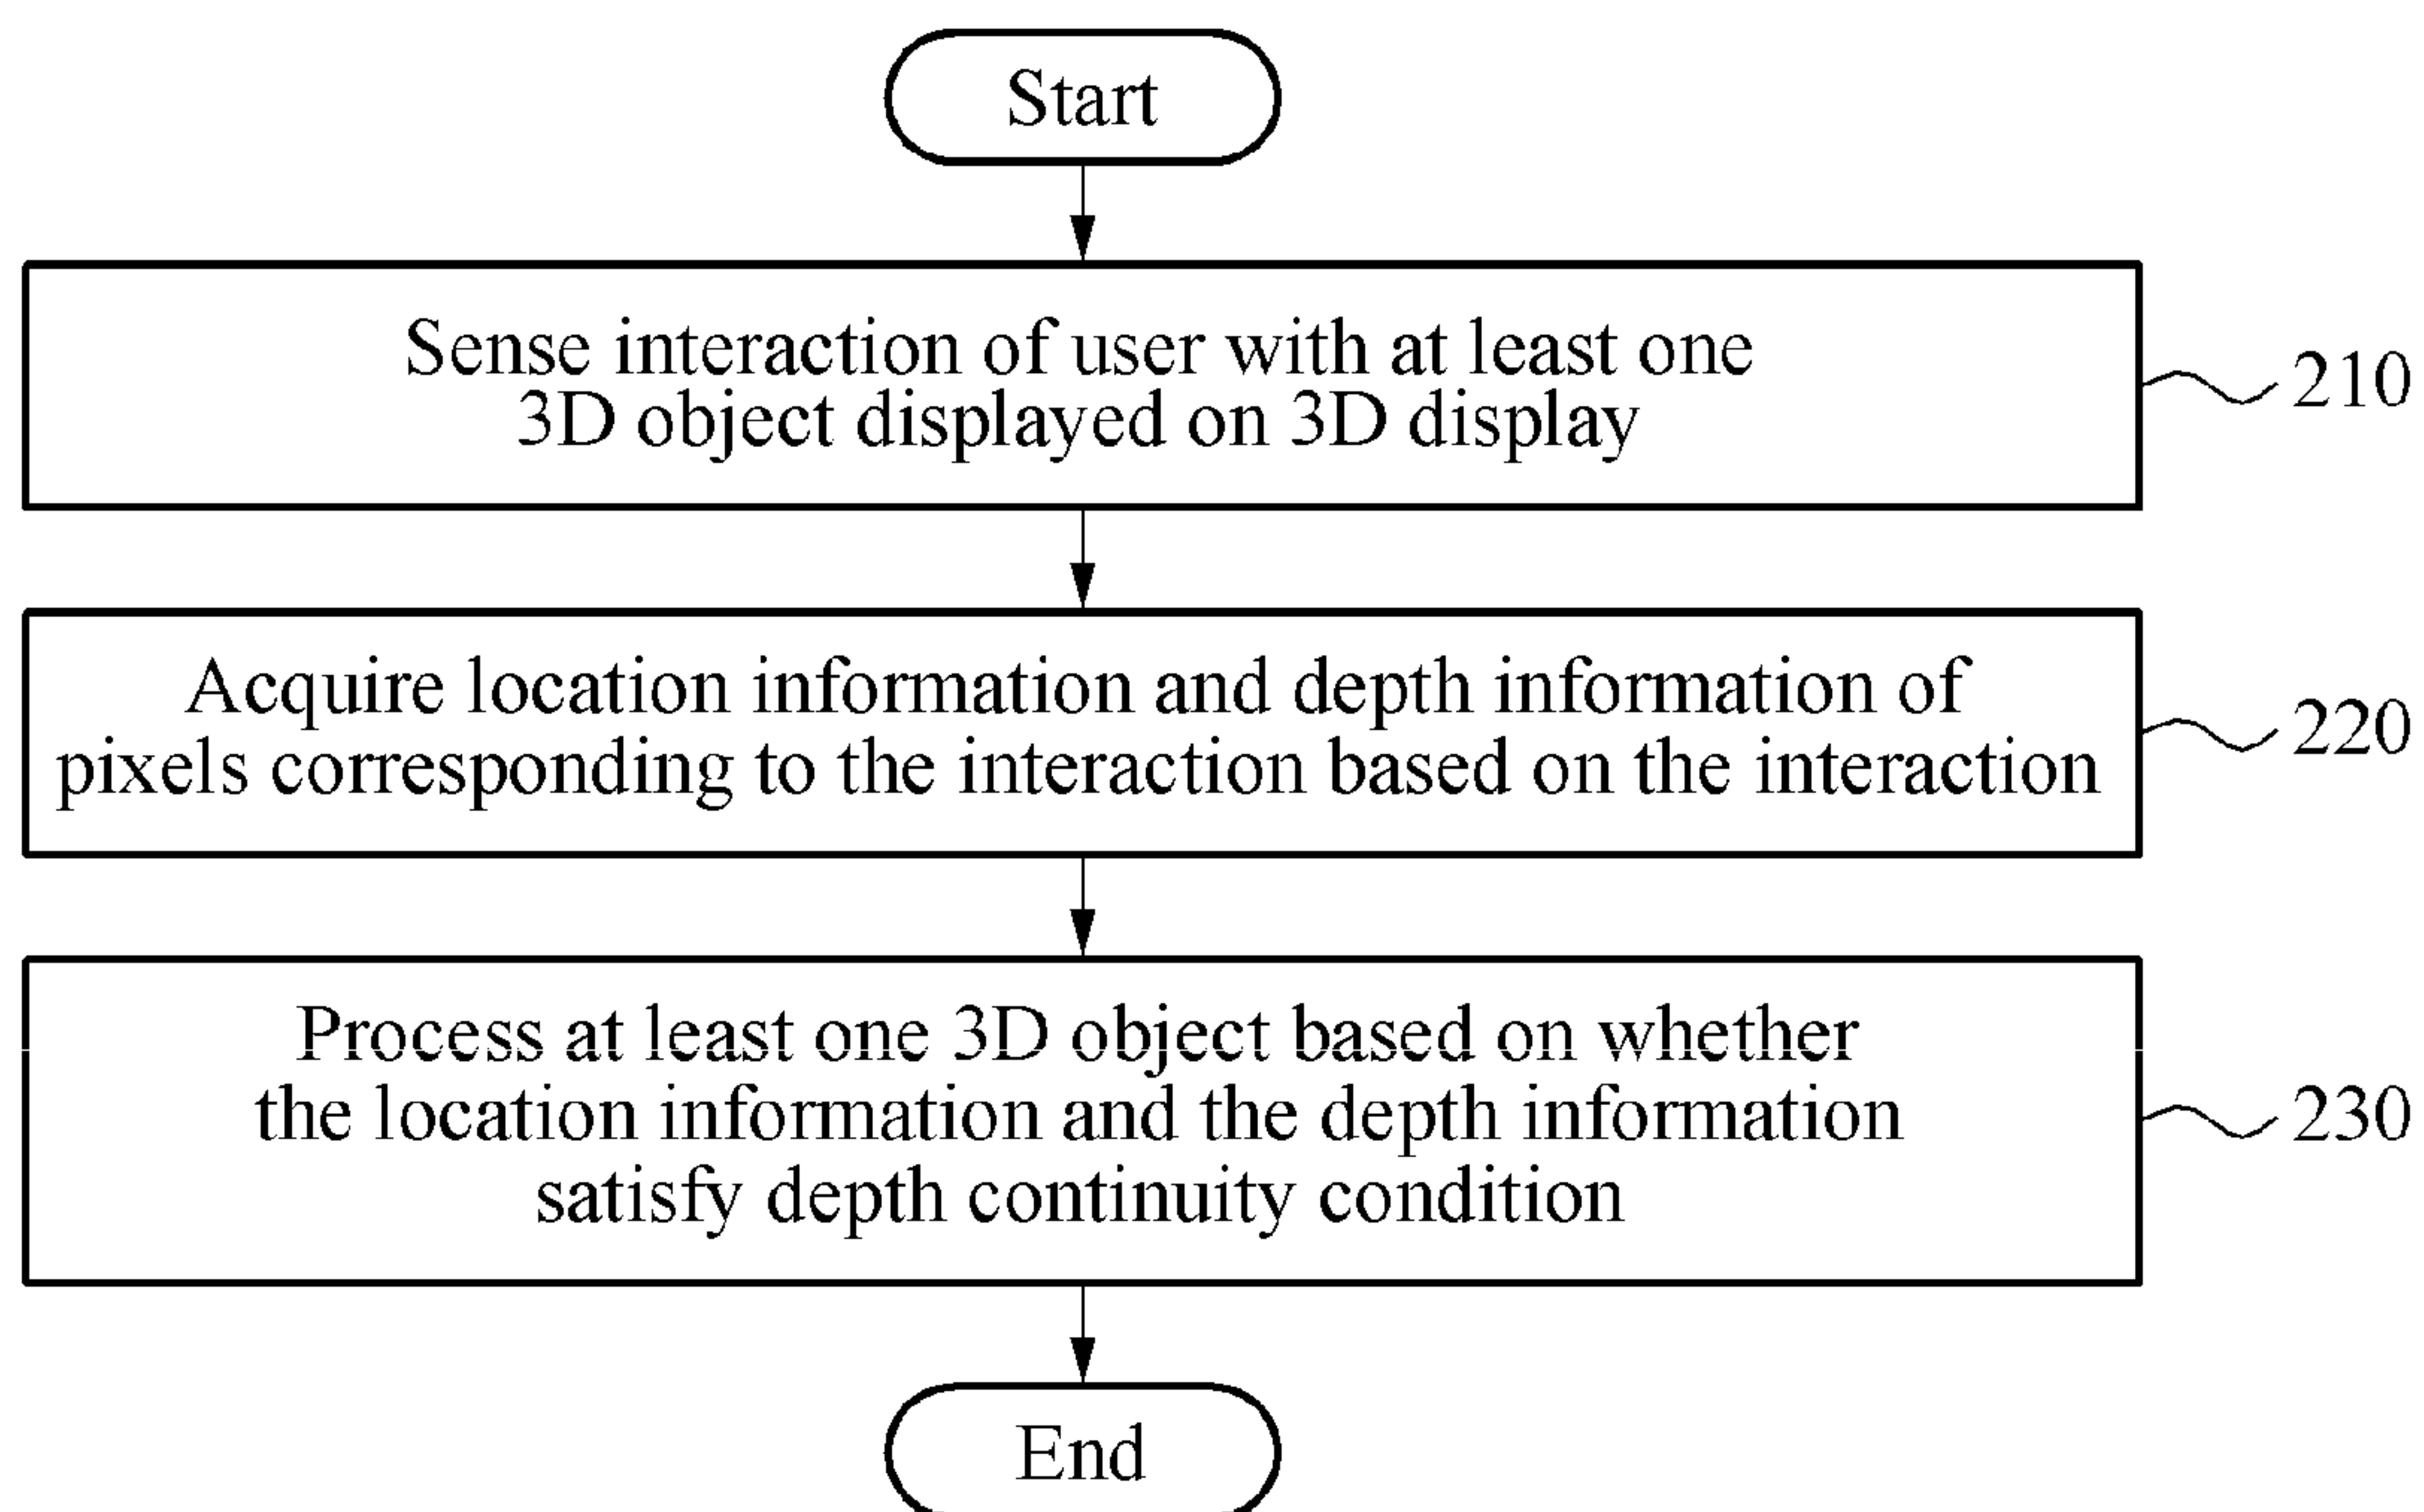 Start
Sense interaction of user with at least one
3D object displayed on 3D display
210
Acquire location information and depth information of
pixels corresponding to the interaction based on the interaction
220
Process at least one 3D object based on whether
the location information and the depth information
satisfy depth continuity condition
230
End